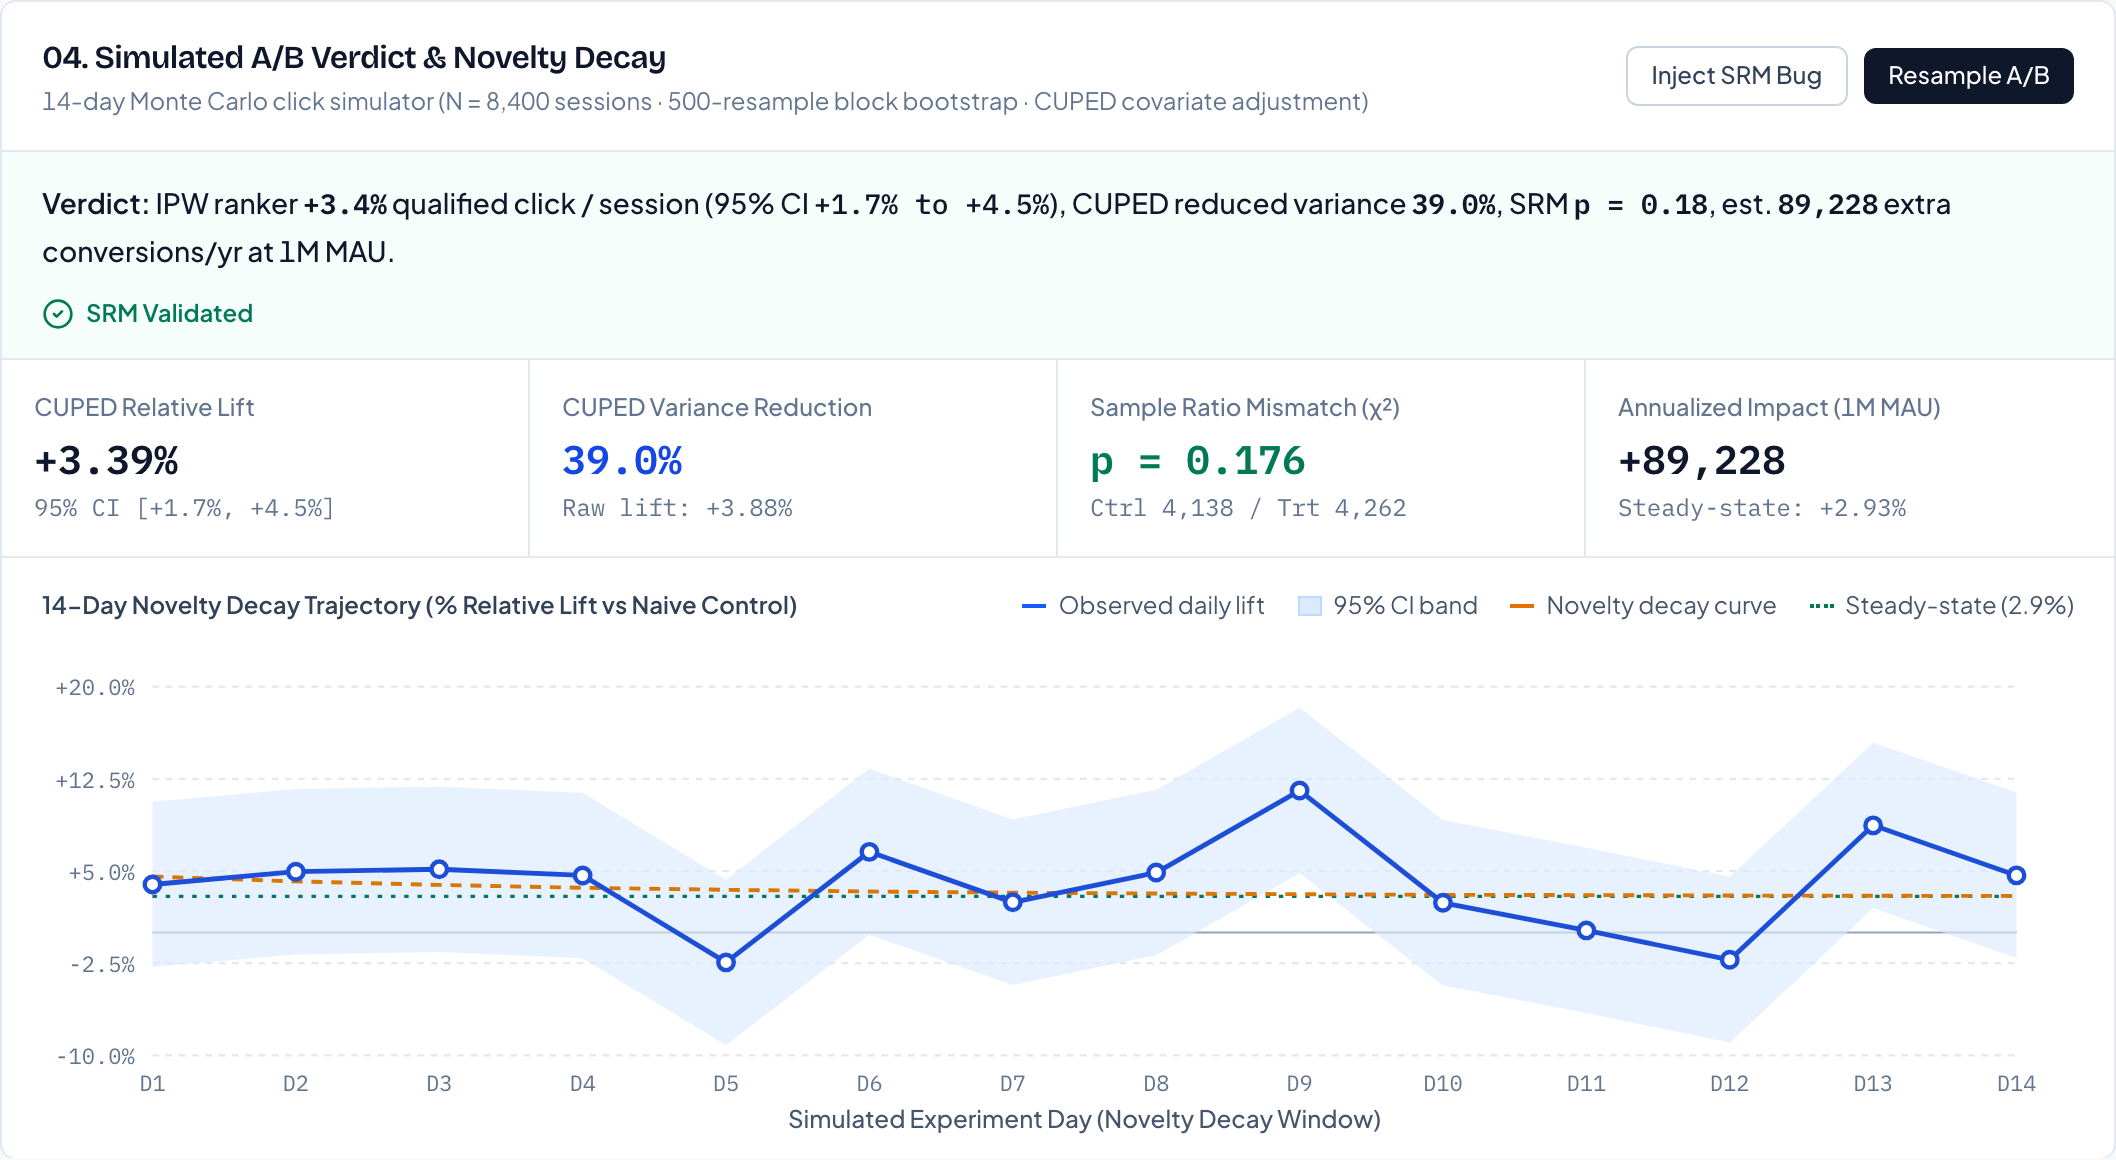 04. Simulated A/B Verdict & Novelty Decay
14-day Monte Carlo click simulator (N = 8,400 sessions · 500-resample block bootstrap · CUPED covariate adjustment)
Inject SRM Bug
Resample A/B
Verdict: IPW ranker +3.4% qualified click / session (95% CI +1.7% to +4.5%), CUPED reduced variance 39.0%, SRM p = 0.18, est. 89,228 extra
conversions/yr at 1M MAU.
SRM Validated
CUPED Relative Lift
+3.39%
95% CI [+1.7%, +4.5%]
CUPED Variance Reduction
39.0%
Raw lift: +3.88%
Sample Ratio Mismatch (χ²)
p = 0.176
Ctrl 4,138 / Trt 4,262
Annualized Impact (1M MAU)
+89,228
Steady-state: +2.93%
14-Day Novelty Decay Trajectory (% Relative Lift vs Naive Control)
Observed daily lift
95% CI band
Novelty decay curve
Steady-state (2.9%)
+20.0%
+12.5%
+5.0%
-2.5%
-10.0%
D1 D2 D3 D4 D5 D6 D7 D8 D9 D10 D11 D12 D13 D14
Simulated Experiment Day (Novelty Decay Window)